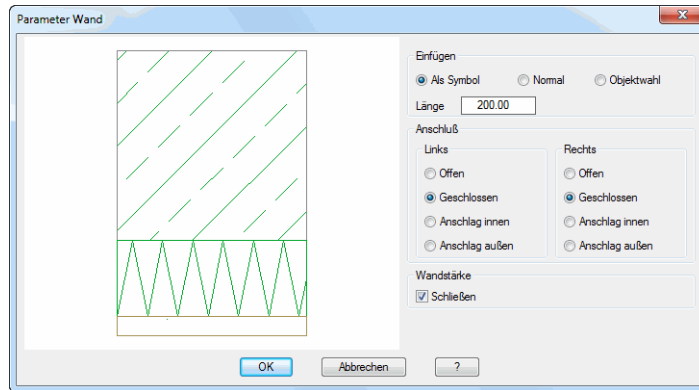 Parameter Wand
Einfügen
Als Symbol Normal Objektwahl
Länge 200.00
Anschluß
Links Rechts
Offen Offen
Geschlossen Geschlossen
Anschlag innen Anschlag innen
Anschlag außen Anschlag außen
Wandstärke
Schließen
OK Abbrechen ?